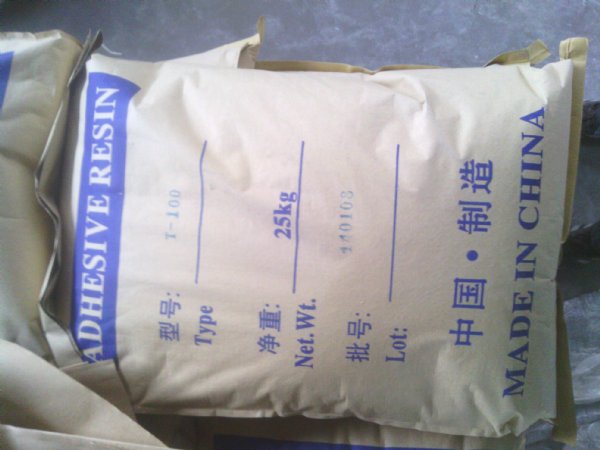 ADHESIVE RESIN
型号: T-100
Type
净重: 25kg
Net.Wt.
批号: 140108
Lot:
中国·制造
MADE IN CHINA